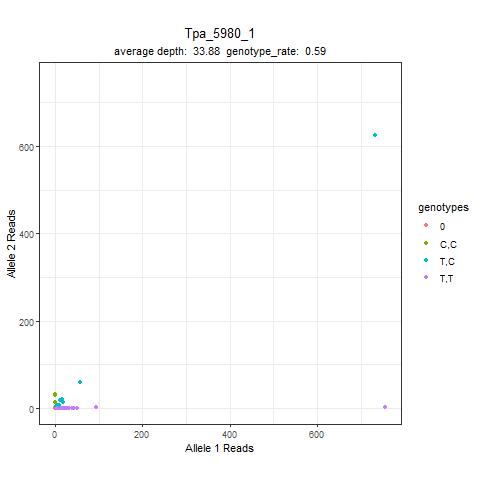 Tpa_5980_1
average depth:  33.88  genotype_rate:  0.59
600
400
200
0
Allele 2 Reads
0
200
400
600
Allele 1 Reads
genotypes
0
C,C
T,C
T,T